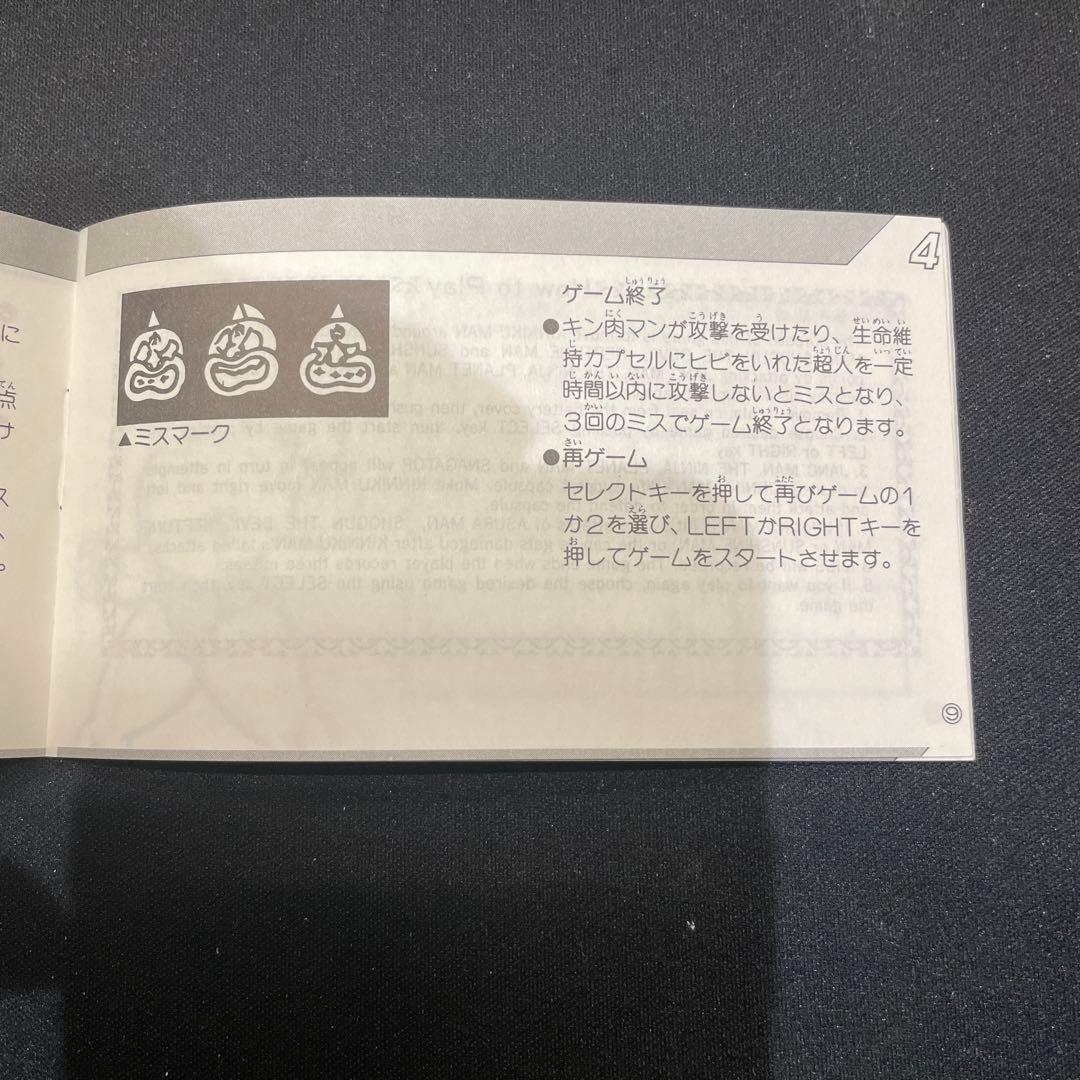 4
ゲーム終了
●キン肉マンが攻撃を受けたり、生命維
持カプセルにヒビをいれた超人を一定
時間以内に攻撃しないとミスとなり、
3回のミスでゲーム終了となります。
●再ゲーム
セレクトキーを押して再びゲームの1
か2を選び、LEFTかRIGHTキーを
押してゲームをスタートさせます。
▲ミスマーク
⑨
に
点
け
ス
、
。